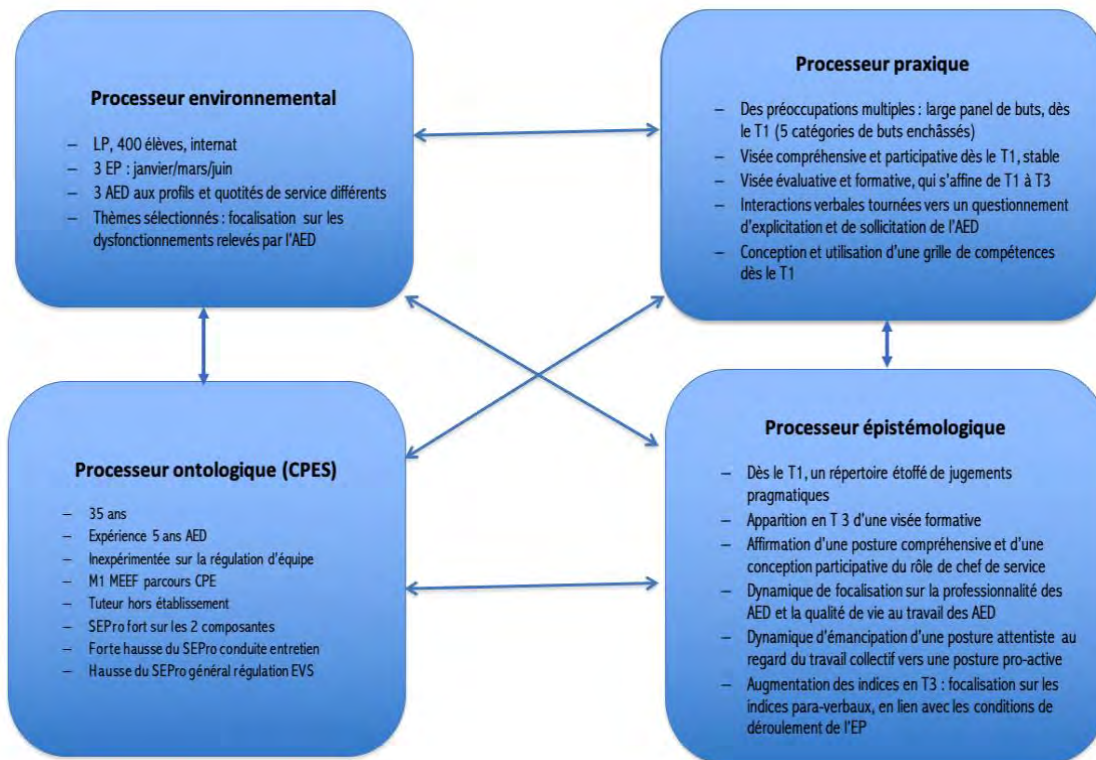 Processeur environnemental
– LP, 400 élèves, internat
– 3 EP : janvier/mars/juin
– 3 AED aux profils et quotités de service différents
– Thèmes sélectionnés : focalisation sur les
dysfonctionnements relevés par l'AED
Processeur praxique
– Des préoccupations multiples : large panel de buts, dès
le T1 (5 catégories de buts enchâssés)
– Visée compréhensive et participative dès le T1, stable
– Visée évaluative et formative, qui s'affine de T1 à T3
– Interactions verbales tournées vers un questionnement
d'explicitation et de sollicitation de l'AED
– Conception et utilisation d'une grille de compétences
dès le T1
Processeur ontologique (CPES)
– 35 ans
– Expérience 5 ans AED
– Inexpérimentée sur la régulation d'équipe
– M1 MEEF parcours CPE
– Tuteur hors établissement
– SEPro fort sur les 2 composantes
– Forte hausse du SEPro conduite entretien
– Hausse du SEPro général régulation EVS
Processeur épistémologique
– Dès le T1, un répertoire étoffé de jugements
pragmatiques
– Apparition en T 3 d'une visée formative
– Affirmation d'une posture compréhensive et d'une
conception participative du rôle de chef de service
– Dynamique de focalisation sur la professionnalité des
AED et la qualité de vie au travail des AED
– Dynamique d'émancipation d'une posture attentiste au
regard du travail collectif vers une posture pro-active
– Augmentation des indices en T3 : focalisation sur les
indices para-verbaux, en lien avec les conditions de
déroulement de l'EP